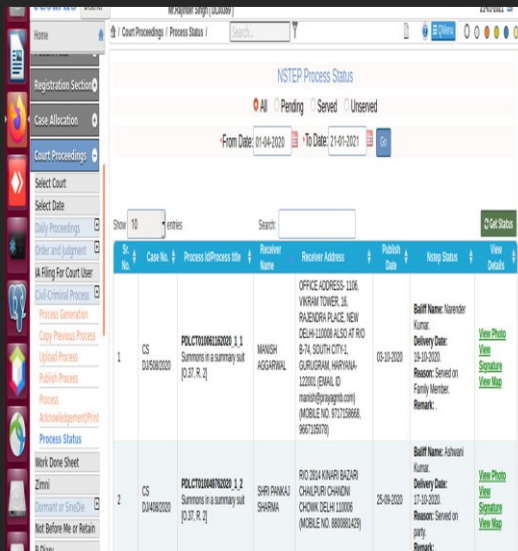 Mr.Rajinder Singh [ DL00389 ]
Home
/ Court Proceedings / Process Status /
Search...
Menu
Registration Section
Case Allocation
Court Proceedings
Select Court
Select Date
Daily Proceedings
Order and Judgment
IA Filing For Court User
Civil-Criminal Process
Process Generation
Copy Previous Process
Upload Process
Publish Process
Process
Acknowledgement/Print
Process Status
Work Done Sheet
Zimni
Dormant or SineDie
Not Before Me or Retain
NSTEP Process Status
All Pending Served Unserved
*From Date: 01-04-2020 *To Date: 21-01-2021 Go
Show 10 entries Search: Get Status
Sr. No.
Case No.
Process Id/Process title
Receiver Name
Receiver Address
Publish Date
Nstep Status
View Details
1
CS
DJ/508/2020
PDLCT010061162020_1_1
Summons in a summary suit
[O.37, R. 2]
MANISH
AGGARWAL
OFFICE ADDRESS- 1106,
VIKRAM TOWER, 16,
RAJENDRA PLACE, NEW
DELHI-110008 ALSO AT R/O
B-74, SOUTH CITY-1,
GURUGRAM, HARYANA-
122001 (EMAIL ID
manish@prayagmb.com)
(MOBILE NO. 9717158668,
9667105078)
03-10-2020
Bailiff Name: Narender
Kumar.
Delivery Date:
19-10-2020.
Reason: Served on
Family Member.
Remark: .
View Photo
View
Signature
View Map
2
CS
DJ/408/2020
PDLCT010049762020_1_2
Summons in a summary suit
[O.37, R. 2]
SHRI PANKAJ
SHARMA
R/O 2814 KINARI BAZARI
CHAILPURI CHANDNI
CHOWK DELHI 110006
(MOBILE NO. 8800981429)
25-09-2020
Bailiff Name: Ashwani
Kumar.
Delivery Date:
17-10-2020.
Reason: Served on
party.
Remark:
View Photo
View
Signature
View Map